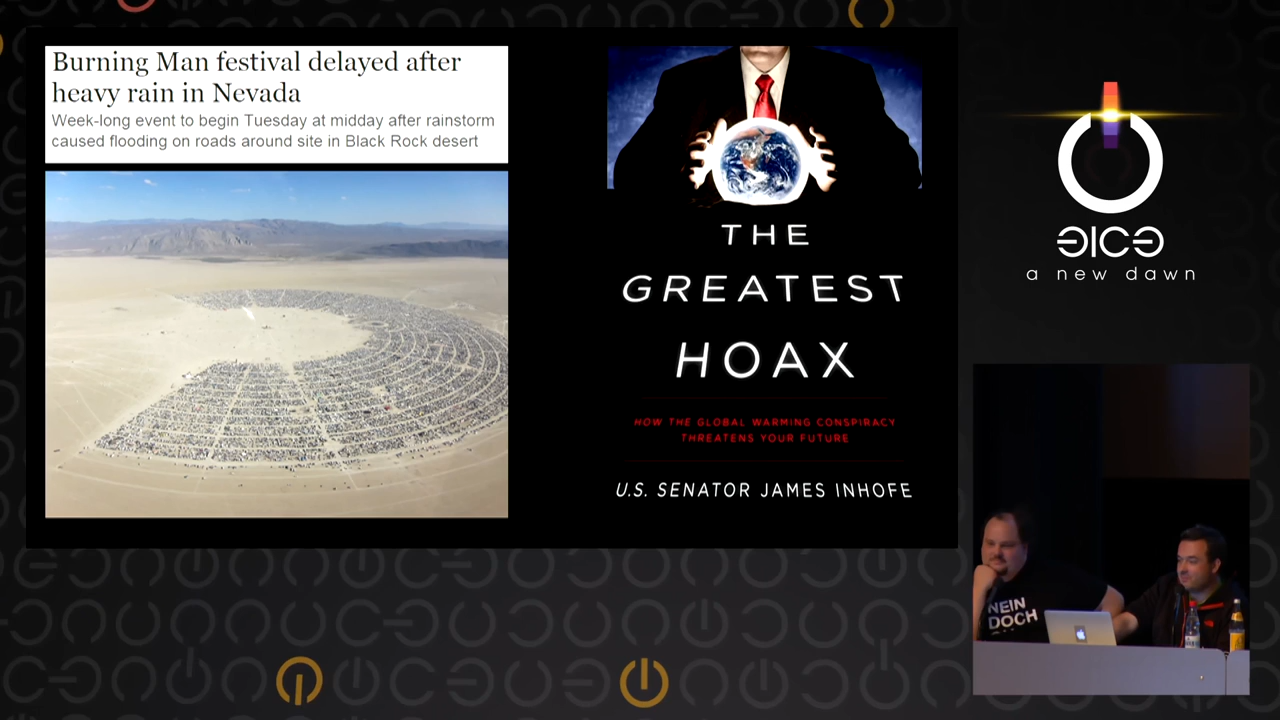 Burning Man festival delayed after
heavy rain in Nevada
Week-long event to begin Tuesday at midday after rainstorm
caused flooding on roads around site in Black Rock desert
THE
GREATEST
HOAX
HOW THE GLOBAL WARMING CONSPIRACY
THREATENS YOUR FUTURE
U.S. SENATOR JAMES INHOFE
a new dawn
NEIN
DOCH